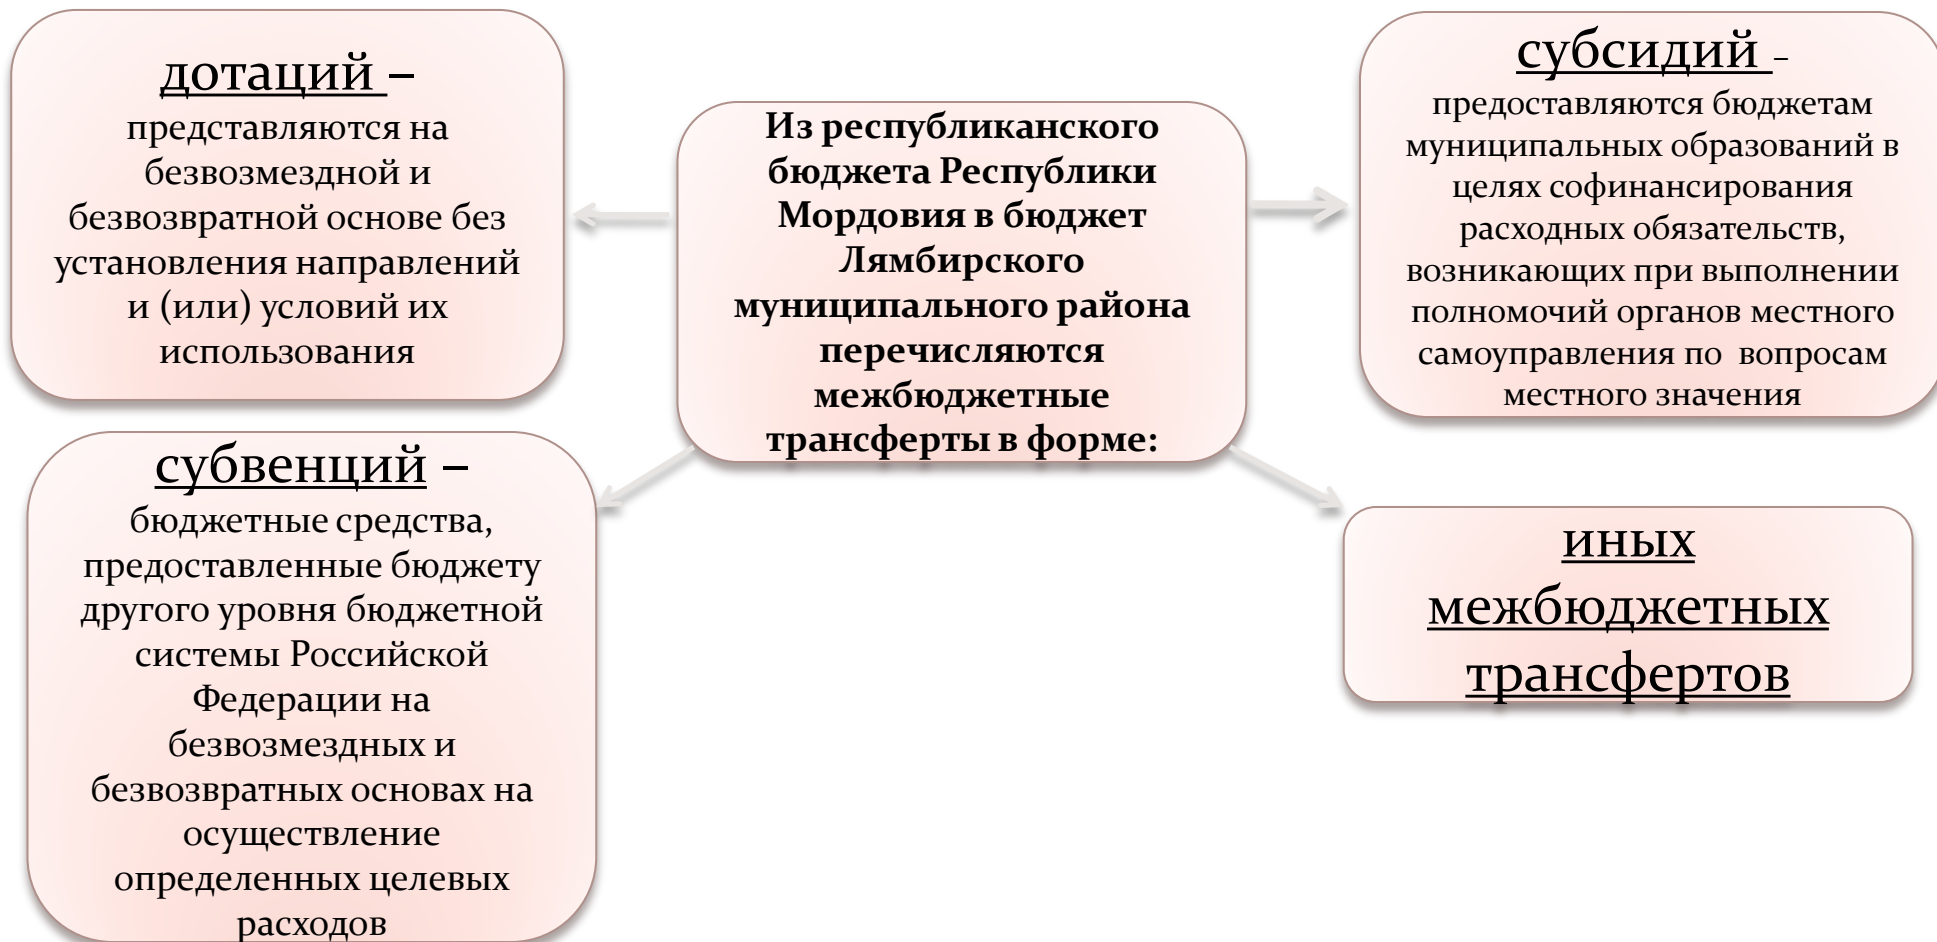 дотаций –
представляются на
безвозмездной и
безвозвратной основе без
установления направлений
и (или) условий их
использования
Из республиканского
бюджета Республики
Мордовия в бюджет
Лямбирского
муниципального района
перечисляются
межбюджетные
трансферты в форме:
субсидий –
предоставляются бюджетам
муниципальных образований в
целях софинансирования
расходных обязательств,
возникающих при выполнении
полномочий органов местного
самоуправления по вопросам
местного значения
субвенций –
бюджетные средства,
предоставленные бюджету
другого уровня бюджетной
системы Российской
Федерации на
безвозмездных и
безвозвратных основах на
осуществление
определенных целевых
расходов
иных
межбюджетных
трансфертов